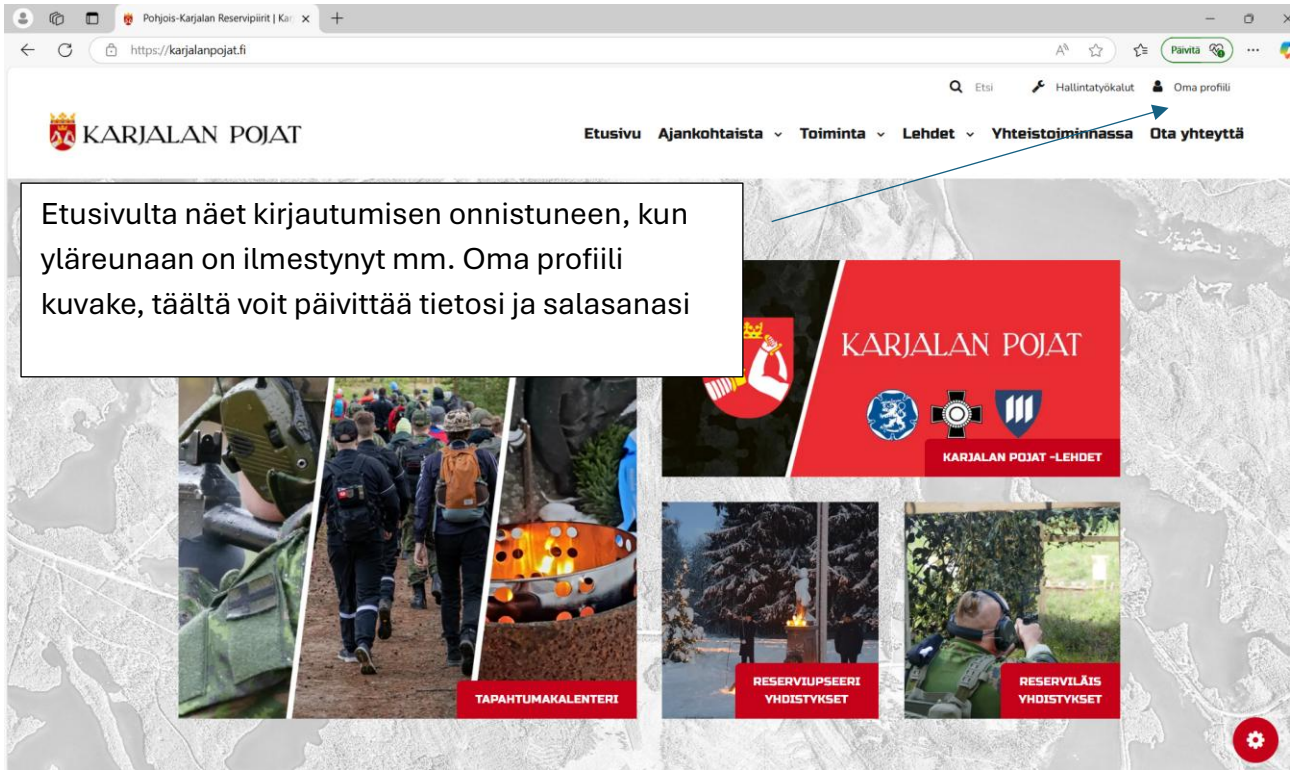 Pohjois-Karjalan Reservipiirit | Kar
https://karjalanpojat.fi
Päivitä
Etsi
Hallintatyökalut
Oma profiili
KARJALAN POJAT
Etusivu
Ajankohtaista
Toiminta
Lehdet
Yhteistoiminnassa
Ota yhteyttä
Etusivulta näet kirjautumisen onnistuneen, kun
yläreunaan on ilmestynyt mm. Oma profiili
kuvake, täältä voit päivittää tietosi ja salasanasi
KARJALAN POJAT
KARJALAN POJAT -LEHDET
TAPAHTUMAKALENTERI
RESERVIUPSEERI
YHDISTYKSET
RESERVILÄIS
YHDISTYKSET